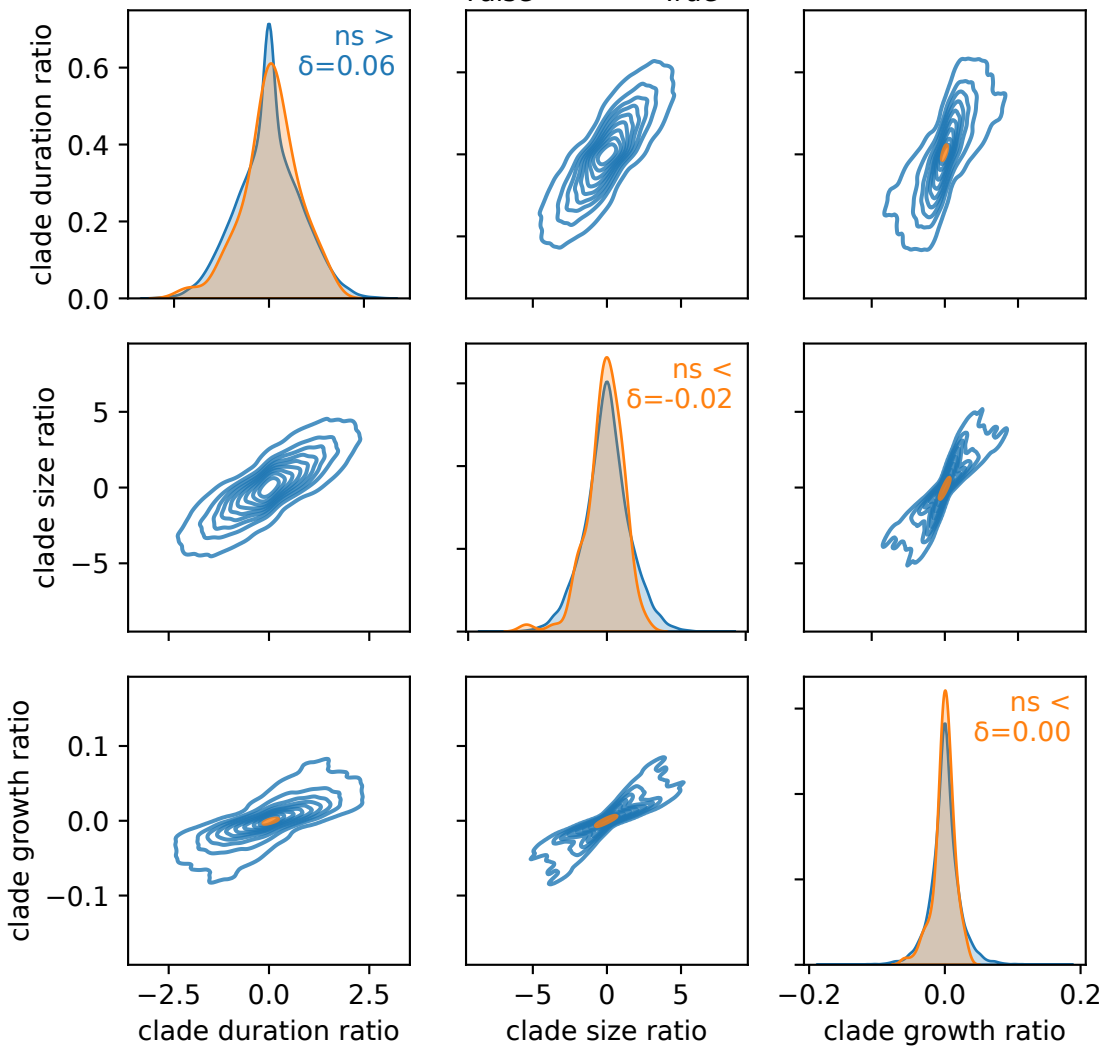 ns >
δ=0.06
0.6
0.4
0.2
0.0
clade duration ratio
ns <
δ=-0.02
5
0
−5
clade size ratio
ns <
δ=0.00
0.1
0.0
−0.1
clade growth ratio
−2.5 0.0 2.5
−5 0 5
−0.2 0.0 0.2
clade duration ratio
clade size ratio
clade growth ratio